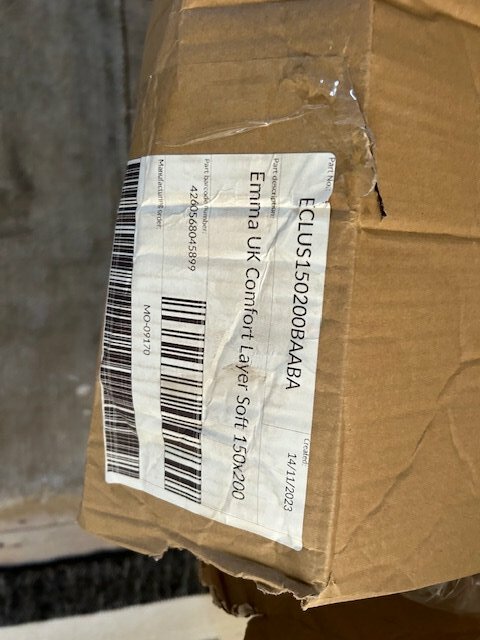 Part No.:
ECLUS150200BAABA
Created:
14/11/2023
Part description:
Emma UK Comfort Layer Soft 150x200
Part barcode number:
4260568045899
Manufacturing order:
MO-09170